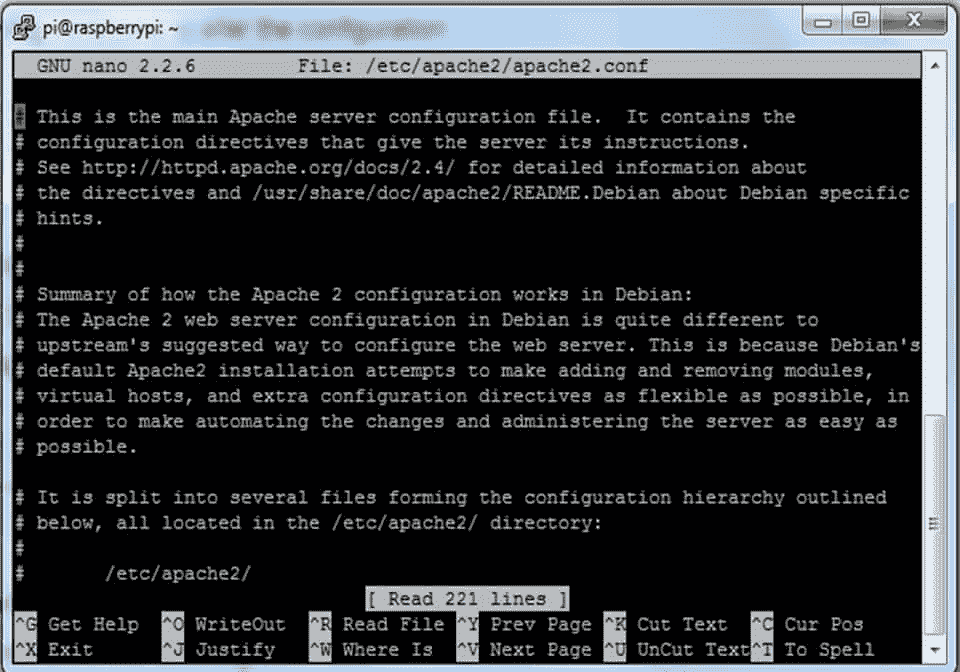 pi@raspberrypi: ~
GNU nano 2.2.6 File: /etc/apache2/apache2.conf
# This is the main Apache server configuration file.  It contains the
# configuration directives that give the server its instructions.
# See http://httpd.apache.org/docs/2.4/ for detailed information about
# the directives and /usr/share/doc/apache2/README.Debian about Debian specific
# hints.
#
#
# Summary of how the Apache 2 configuration works in Debian:
# The Apache 2 web server configuration in Debian is quite different to
# upstream's suggested way to configure the web server. This is because Debian's
# default Apache2 installation attempts to make adding and removing modules,
# virtual hosts, and extra configuration directives as flexible as possible, in
# order to make automating the changes and administering the server as easy as
# possible.
# It is split into several files forming the configuration hierarchy outlined
# below, all located in the /etc/apache2/ directory:
#
#       /etc/apache2/
[ Read 221 lines ]
^G Get Help ^O WriteOut ^R Read File ^Y Prev Page ^K Cut Text ^C Cur Pos
^X Exit ^J Justify ^W Where Is ^V Next Page ^U UnCut Text ^T To Spell